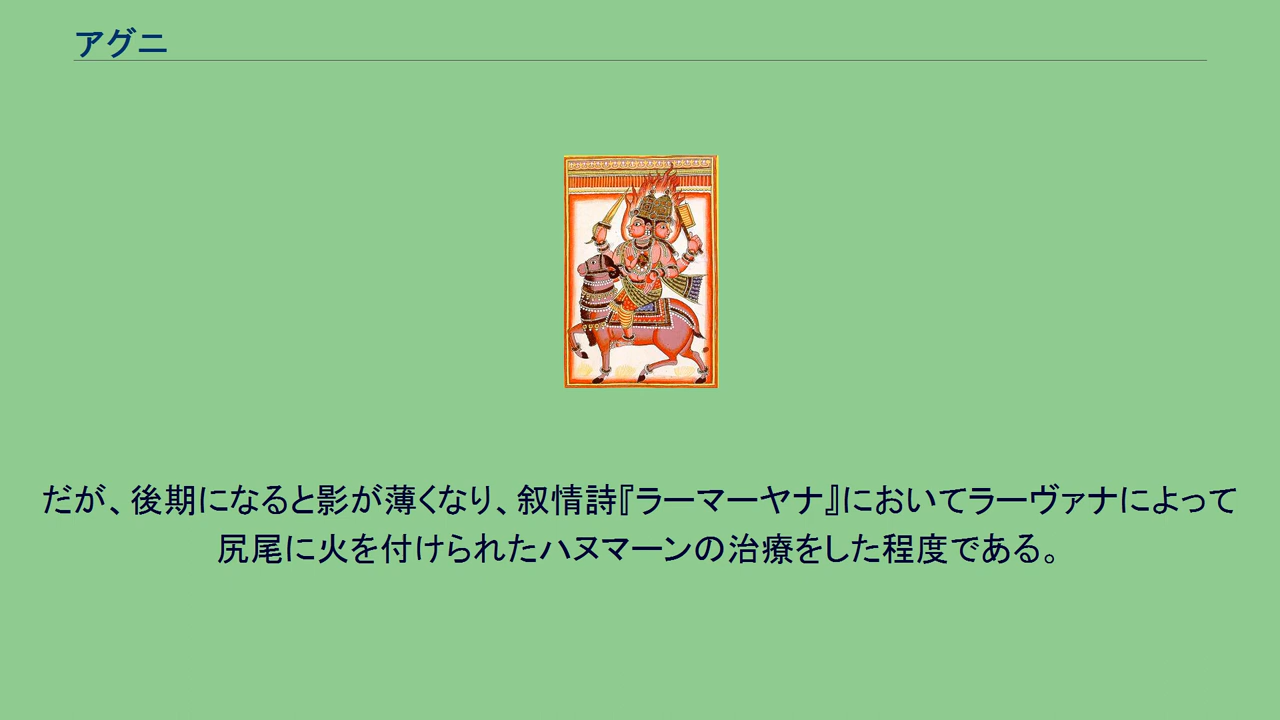 アグニ
だが、後期になると影が薄くなり、叙情詩『ラーマーヤナ』においてラーヴァナによって
尻尾に火を付けられたハヌマーンの治療をした程度である。